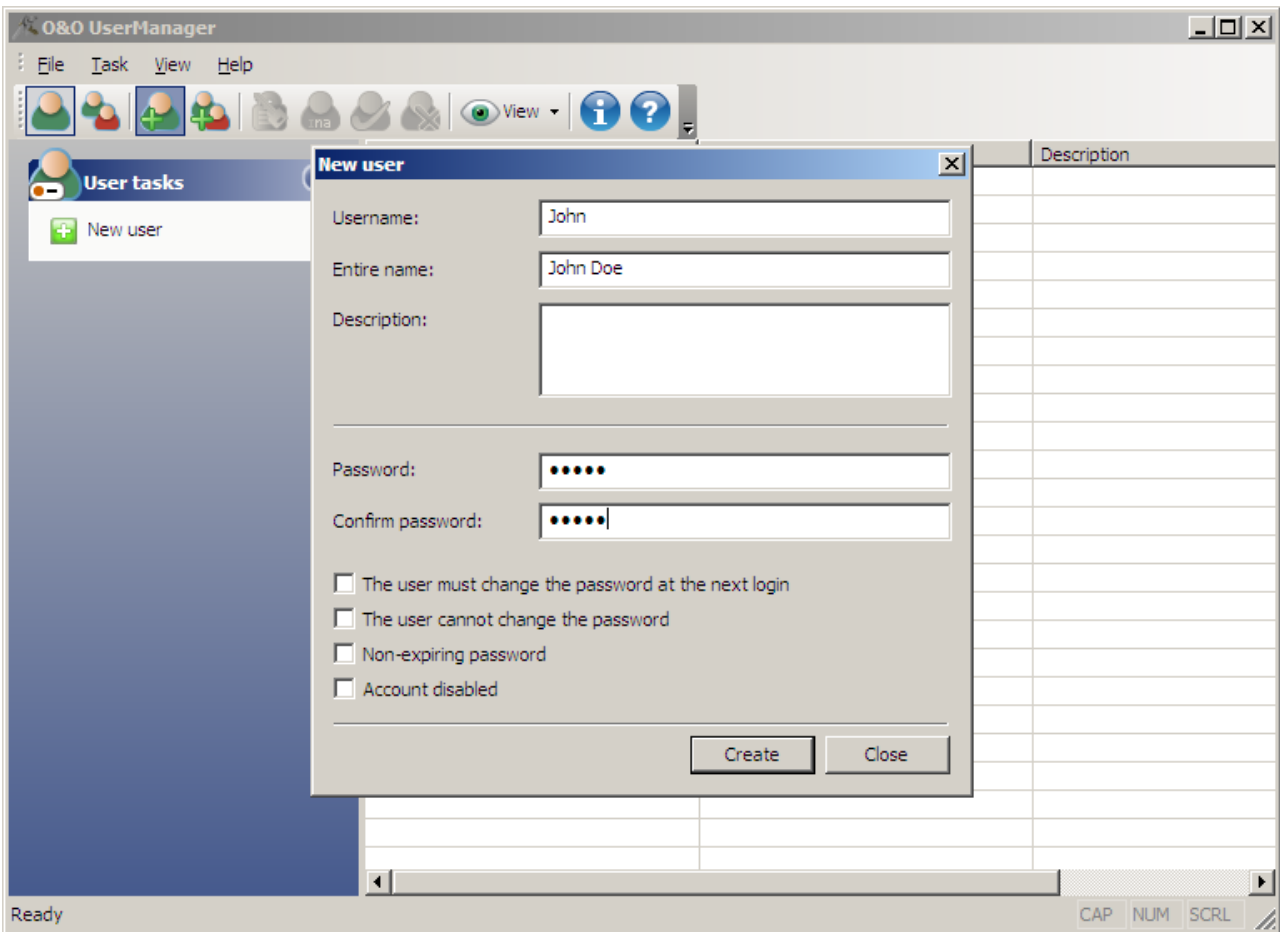 O&O UserManager
File Task View Help
View
New user
Description
User tasks
New user
Username: John
Entire name: John Doe
Description:
Password: •••••
Confirm password: •••••
The user must change the password at the next login
The user cannot change the password
Non-expiring password
Account disabled
Create Close
Ready
CAP NUM SCRL